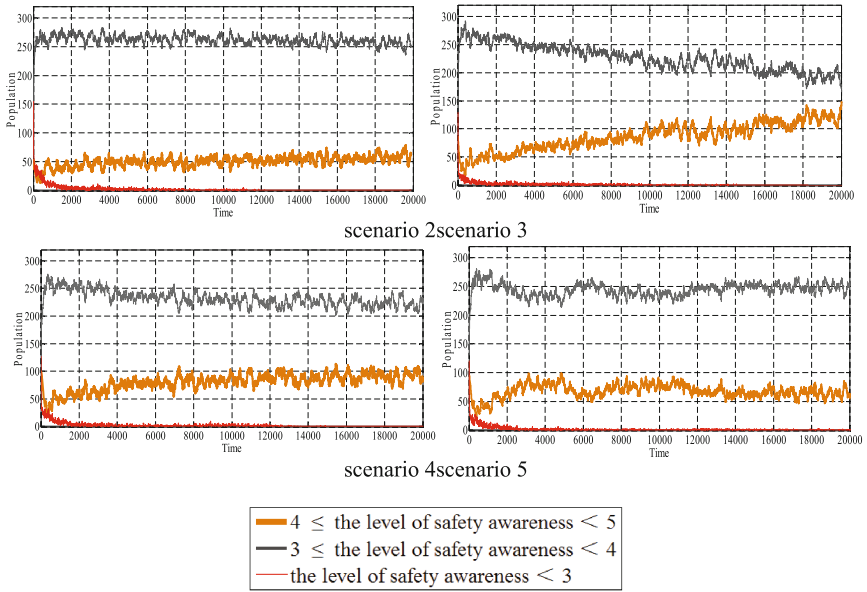 300
250
200
150
100
50
0
Population
0 2000 4000 6000 8000 10000 12000 14000 16000 18000 20000
Time
300
250
200
150
100
50
0
Population
0 2000 4000 6000 8000 10000 12000 14000 16000 18000 20000
Time
scenario 2scenario 3
300
250
200
150
100
50
0
Population
0 2000 4000 6000 8000 10000 12000 14000 16000 18000 20000
Time
300
250
200
150
100
50
0
Population
0 2000 4000 6000 8000 10000 12000 14000 16000 18000 20000
Time
scenario 4scenario 5
4 ≤ the level of safety awareness < 5
3 ≤ the level of safety awareness < 4
the level of safety awareness < 3